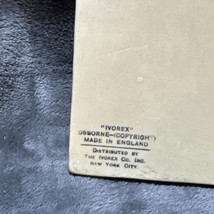 "IVOREX"
OSBORNE—(COPYRIGHT)
MADE IN ENGLAND
DISTRIBUTED BY
THE IVOREX CO. INC.
NEW YORK CITY.